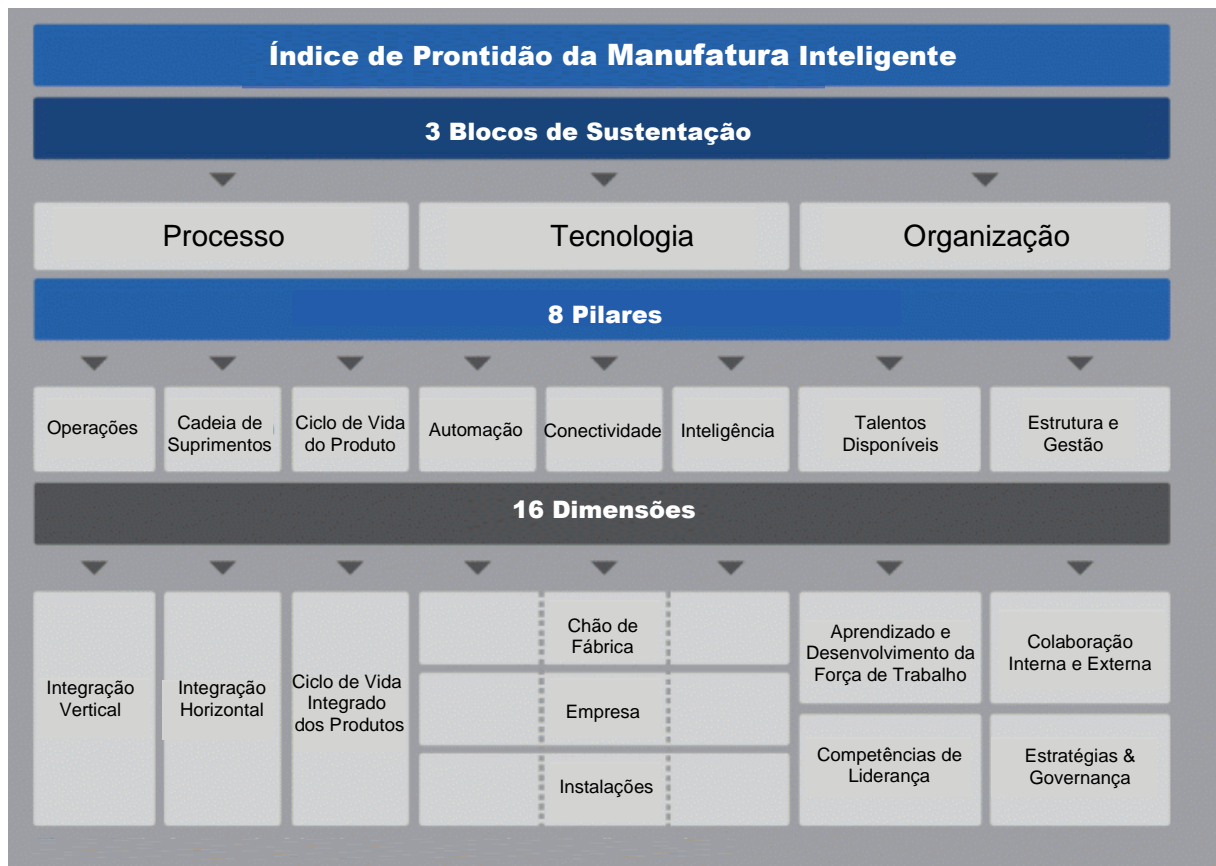 Índice de Prontidão da Manufatura Inteligente
3 Blocos de Sustentação
Processo
Tecnologia
Organização
8 Pilares
Operações
Cadeia de
Suprimentos
Ciclo de Vida
do Produto
Automação
Conectividade
Inteligência
Talentos
Disponíveis
Estrutura e
Gestão
16 Dimensões
Integração
Vertical
Integração
Horizontal
Ciclo de Vida
Integrado
dos Produtos
Chão de
Fábrica
Empresa
Instalações
Aprendizado e
Desenvolvimento da
Força de Trabalho
Competências de
Liderança
Colaboração
Interna e Externa
Estratégias &
Governança